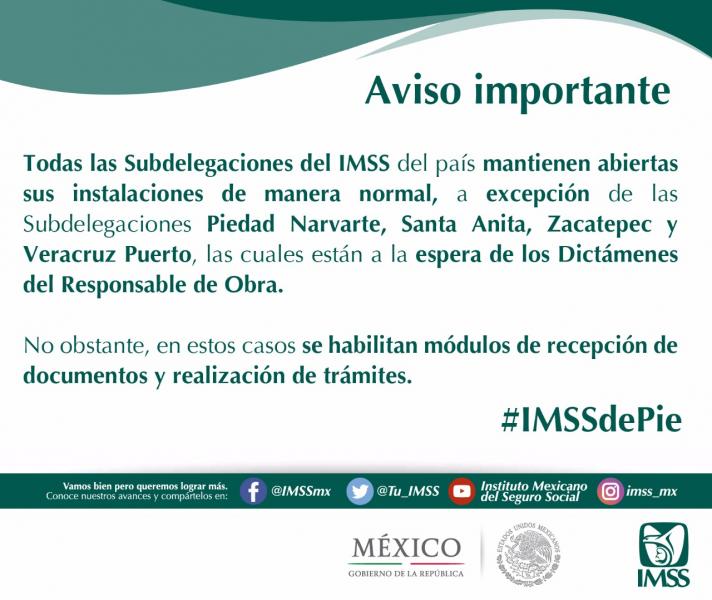 Aviso importante
Todas las Subdelegaciones del IMSS del país mantienen abiertas
sus instalaciones de manera normal, a excepción de las
Subdelegaciones Piedad Narvarte, Santa Anita, Zacatepec y
Veracruz Puerto, las cuales están a la espera de los Dictámenes
del Responsable de Obra.
No obstante, en estos casos se habilitan módulos de recepción de
documentos y realización de trámites.
#IMSSdePie
Vamos bien pero queremos lograr más.
Conoce nuestros avances y compártelos en:
@IMSSmx
@Tu_IMSS
Instituto Mexicano
del Seguro Social
imss_mx
MÉXICO
GOBIERNO DE LA REPÚBLICA
ESTADOS UNIDOS MEXICANOS
IMSS